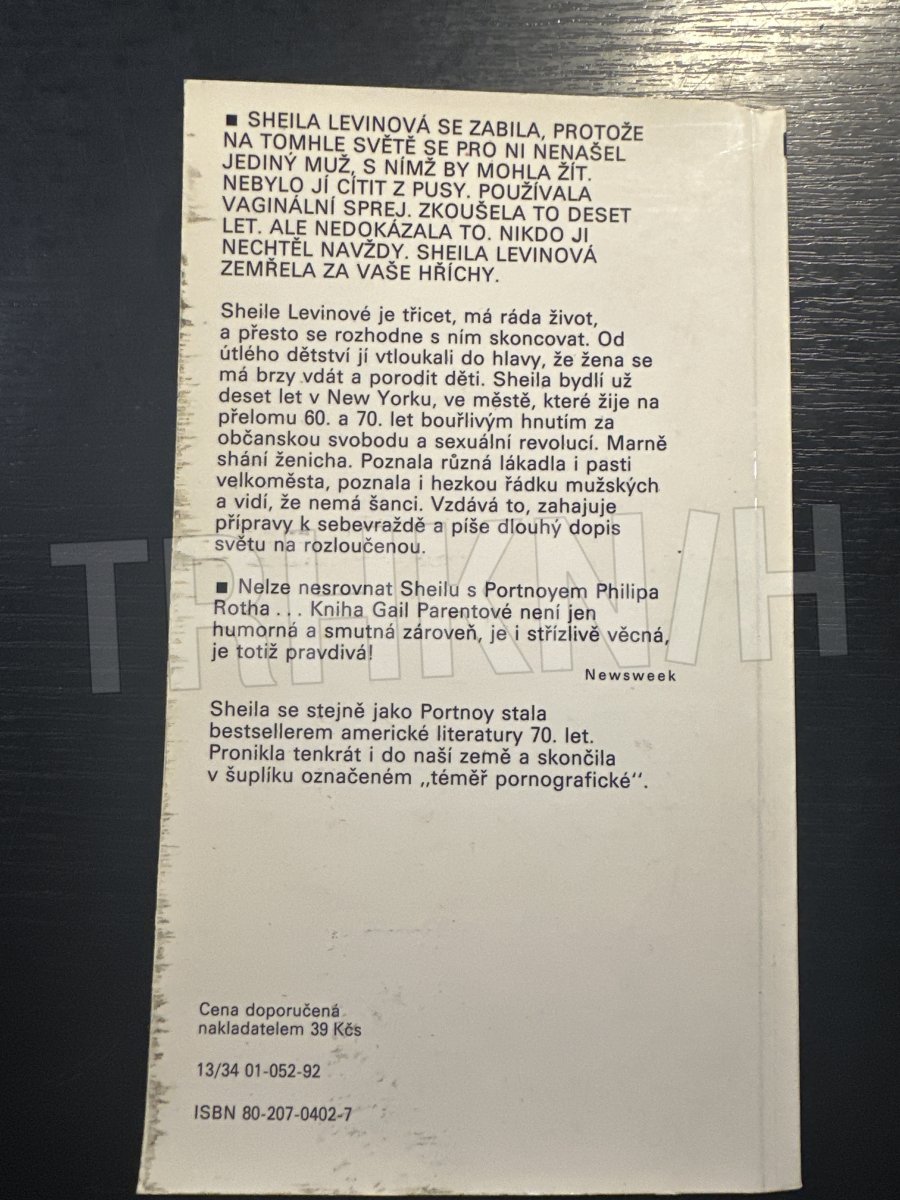 ■ SHEILA LEVINOVÁ SE ZABILA, PROTOŽE
NA TOMHLE SVĚTĚ SE PRO NI NENAŠEL
JEDINÝ MUŽ, S NÍMŽ BY MOHLA ŽÍT.
NEBYLO JÍ CÍTIT Z PUSY. POUŽÍVALA
VAGINÁLNÍ SPREJ. ZKOUŠELA TO DESET
LET. ALE NEDOKÁZALA TO. NIKDO JI
NECHTĚL NAVŽDY. SHEILA LEVINOVÁ
ZEMŘELA ZA VAŠE HŘÍCHY.
Sheile Levinové je třicet, má ráda život,
a přesto se rozhodne s ním skoncovat. Od
útlého dětství jí vtloukali do hlavy, že žena se
má brzy vdát a porodit děti. Sheila bydlí už
deset let v New Yorku, ve městě, které žije na
přelomu 60. a 70. let bouřlivým hnutím za
občanskou svobodu a sexuální revolucí. Marně
shání ženicha. Poznala různá lákadla i pasti
velkoměsta, poznala i hezkou řádku mužských
a vidí, že nemá šanci. Vzdává to, zahajuje
přípravy k sebevraždě a píše dlouhý dopis
světu na rozloučenou.
■ Nelze nesrovnat Sheilu s Portnoyem Philipa
Rotha... Kniha Gail Parentové není jen
humorná a smutná zároveň, je i střízlivě věcná,
je totiž pravdivá!
Newsweek
Sheila se stejně jako Portnoy stala
bestsellerem americké literatury 70. let.
Pronikla tenkrát i do naší země a skončila
v šuplíku označeném „téměř pornografické".
Cena doporučená
nakladatelem 39 Kčs
13/34 01-052-92
ISBN 80-207-0402-7
TRHKNIH